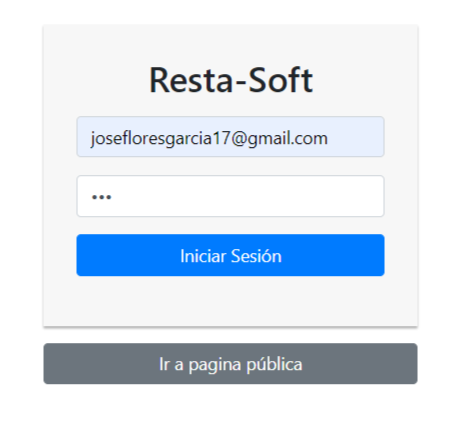 Resta-Soft
josefloresgarcia17@gmail.com
•••
Iniciar Sesión
Ir a pagina pública